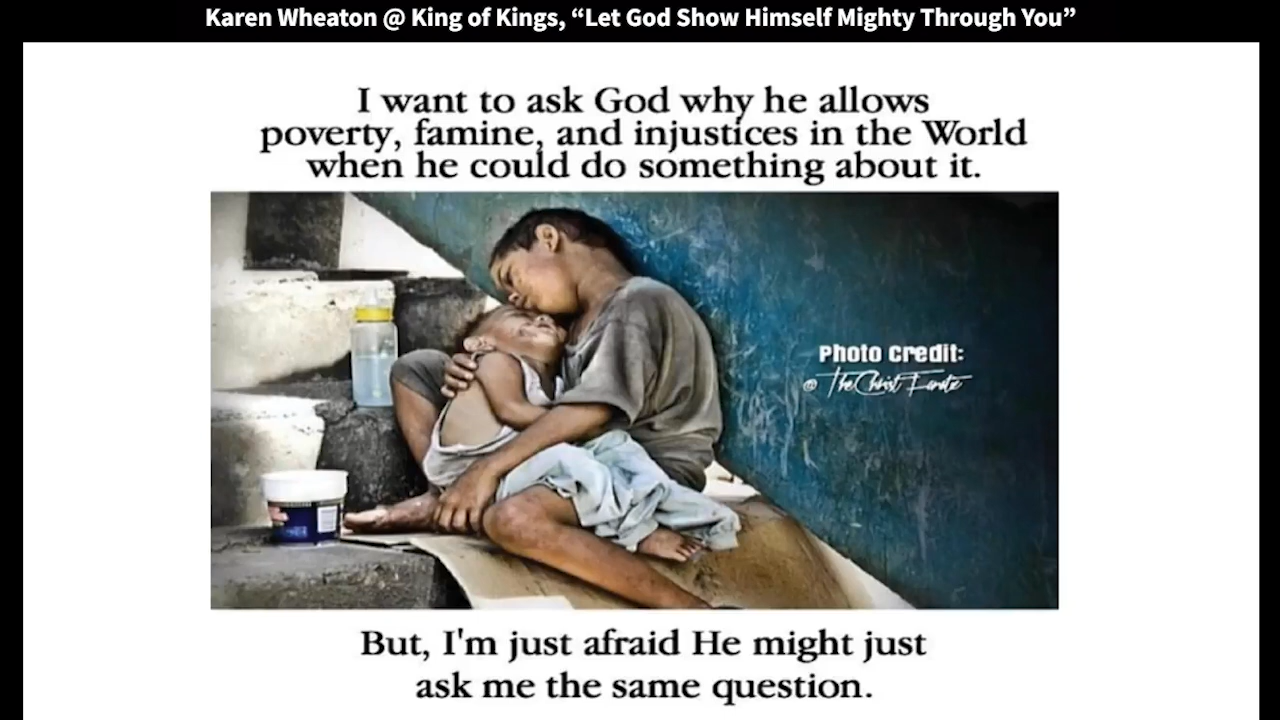 Karen Wheaton @ King of Kings, “Let God Show Himself Mighty Through You”
I want to ask God why he allows
poverty, famine, and injustices in the World
when he could do something about it.
Photo Credit:
@ TheChrist Fanatic
But, I'm just afraid He might just
ask me the same question.